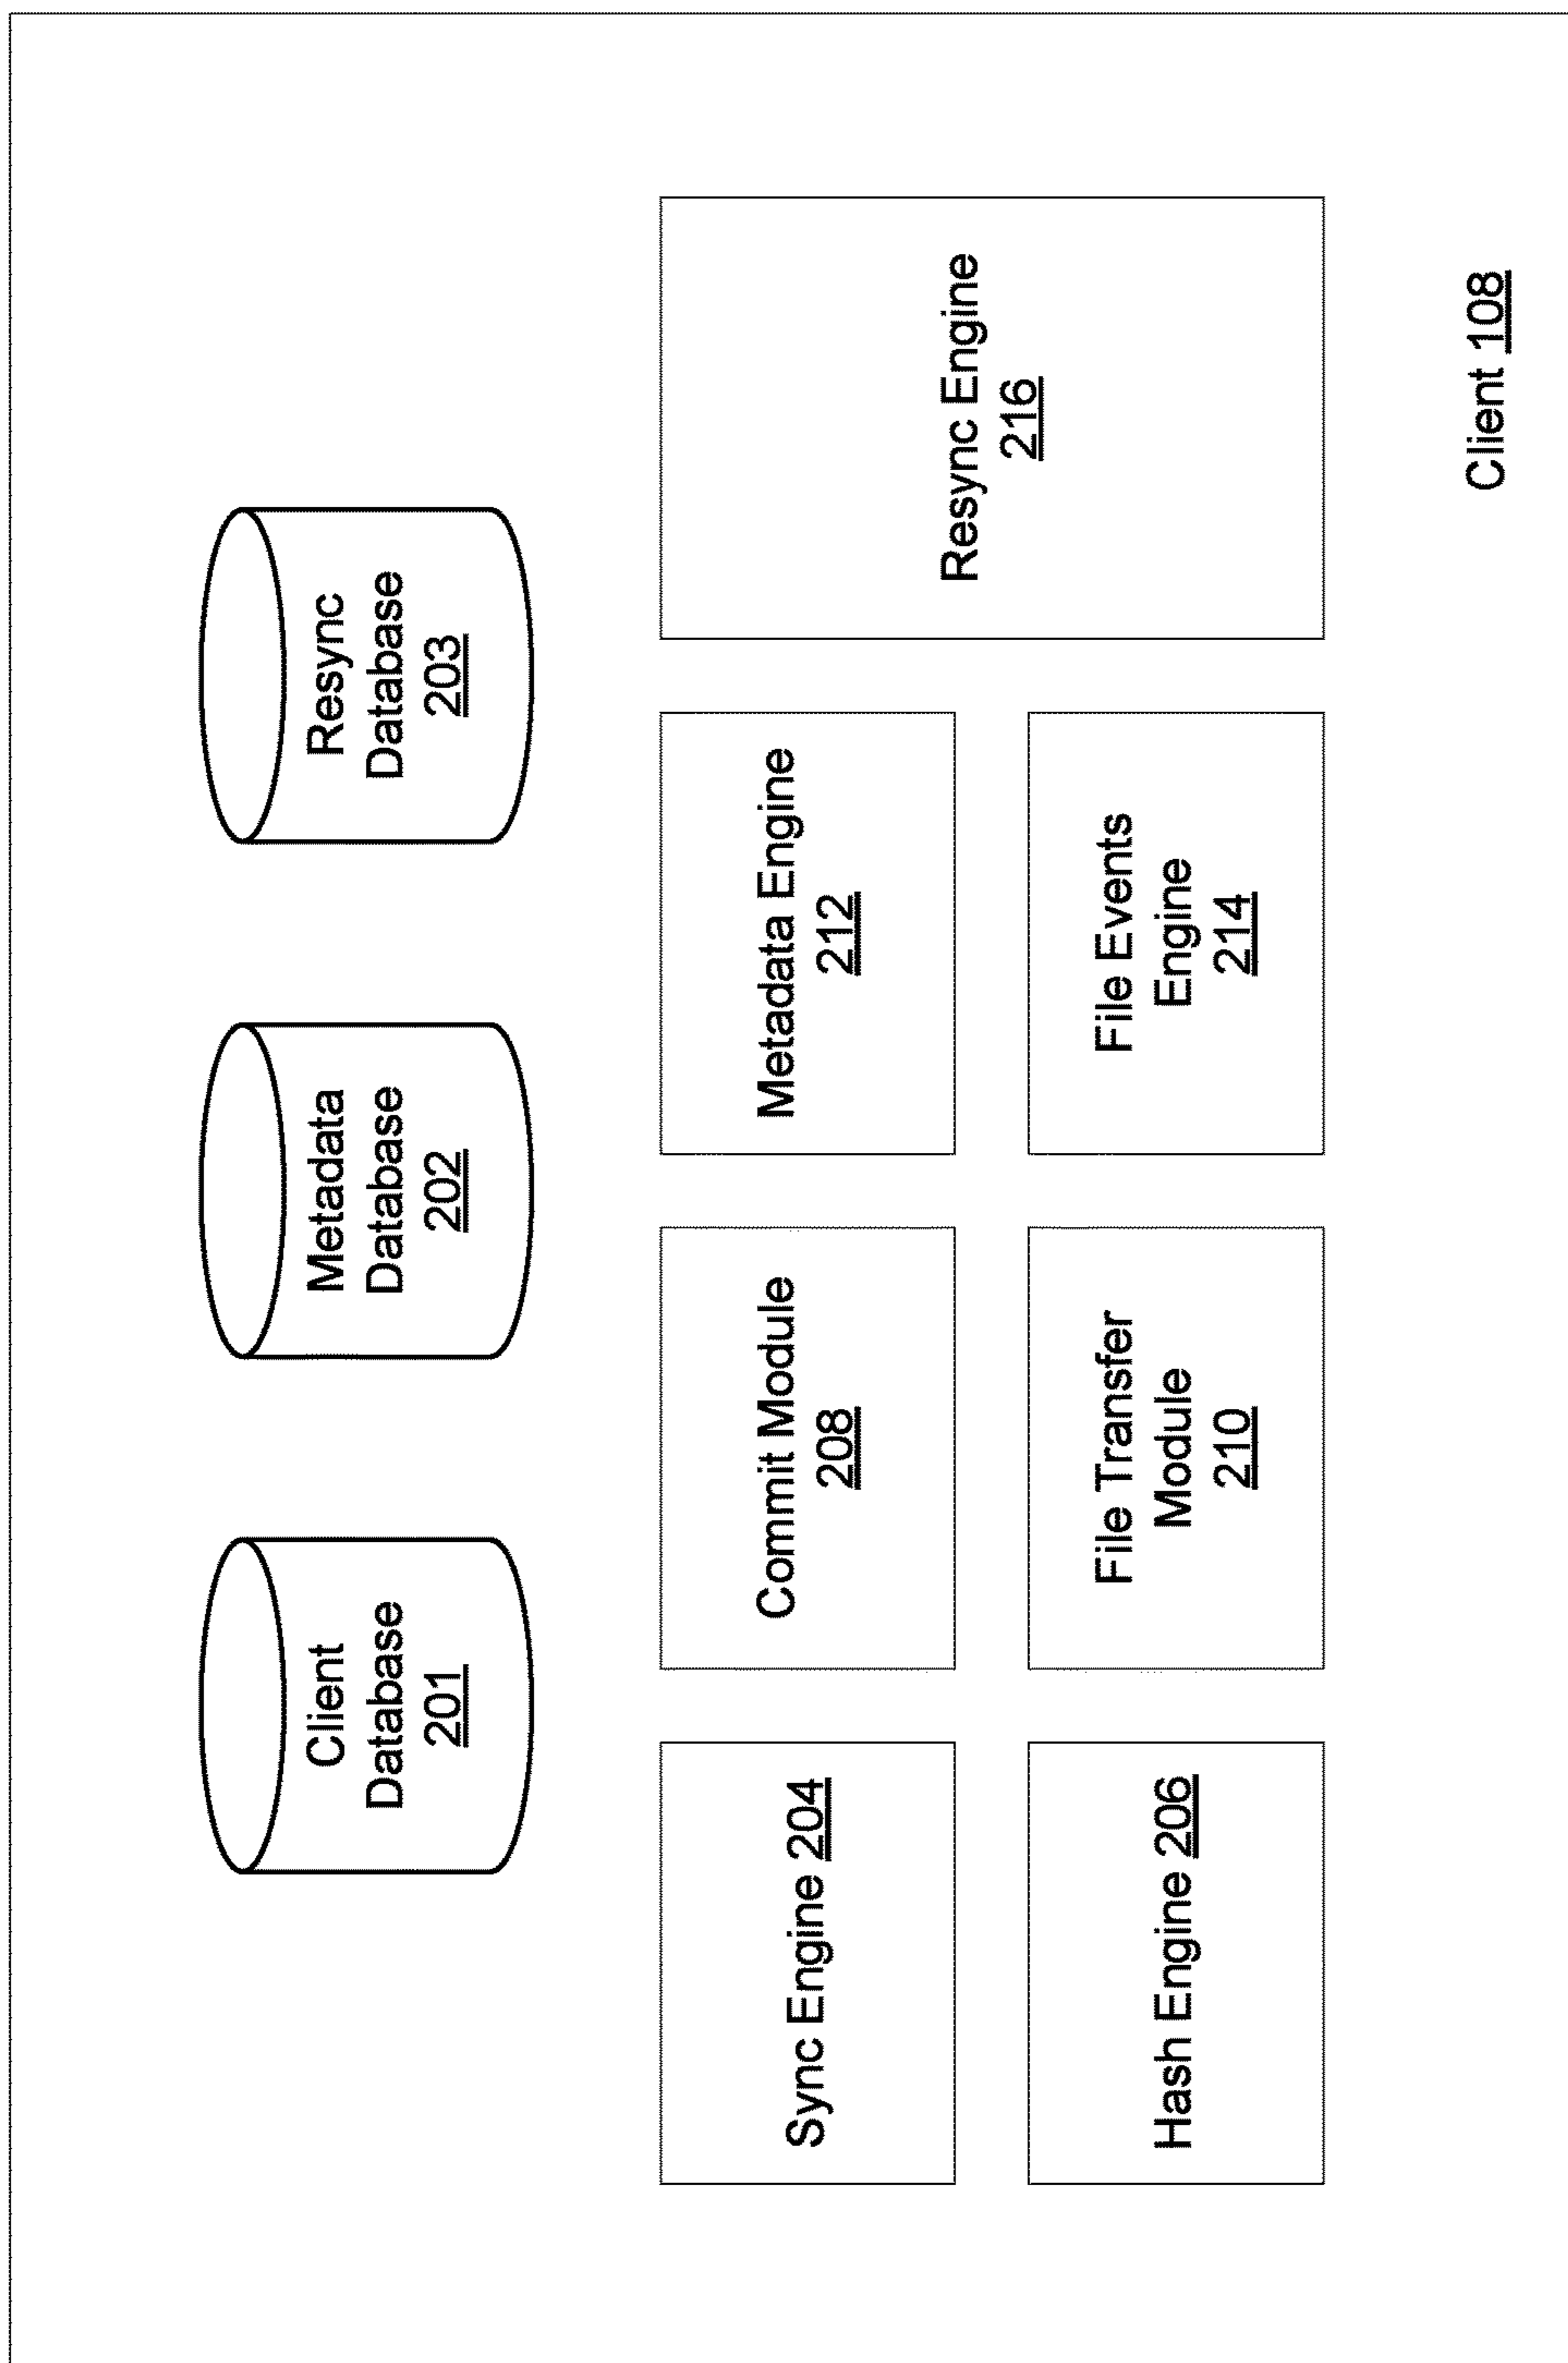 Client
Database
201
Metadata
Database
202
Resync
Database
203
Sync Engine 204
Commit Module
208
Metadata Engine
212
Resync Engine
216
Hash Engine 206
File Transfer
Module
210
File Events
Engine
214
Client 108